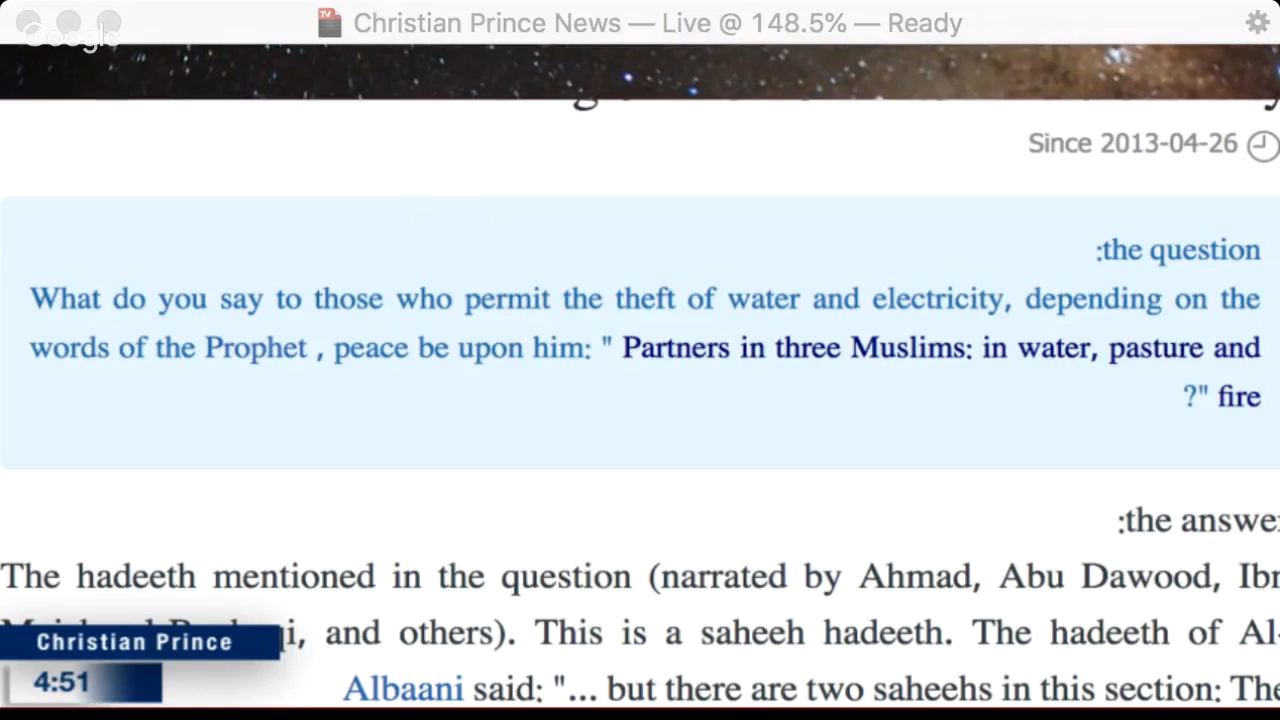 Christian Prince News — Live @ 148.5% — Ready
Google
Since 2013-04-26
:the question
What do you say to those who permit the theft of water and electricity, depending on the
words of the Prophet , peace be upon him: " Partners in three Muslims: in water, pasture and
?" fire
:the answer
The hadeeth mentioned in the question (narrated by Ahmad, Abu Dawood,
and others). This is a saheeh hadeeth. The hadeeth of Al-
Christian Prince
4:51
Albaani said: "... but there are two saheehs in this section: The